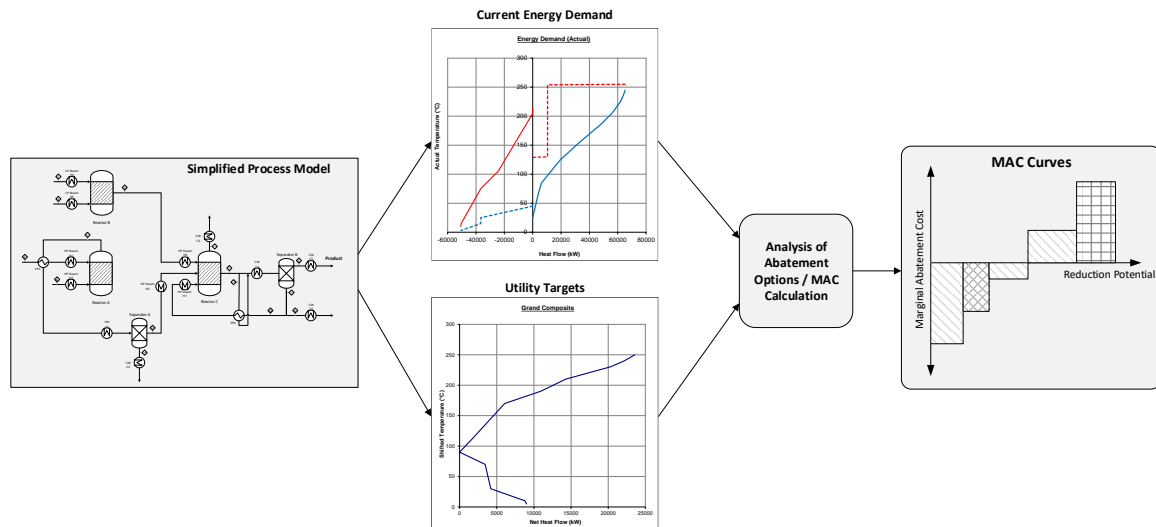 Current Energy Demand
Energy Demand (Actual)
300
250
200
150
100
50
0
-60000 -40000 -20000 0 20000 40000 60000 80000
Actual Temperature (°C)
Heat Flow (kW)
Simplified Process Model
Reactor B
Reactor A
Reactor C
Separator A
Separator B
Product
Utility Targets
Grand Composite
300
250
200
150
100
50
0
0 5000 10000 15000 20000 25000
Shifted Temperature (°C)
Net Heat Flow (kW)
Analysis of
Abatement
Options / MAC
Calculation
MAC Curves
Marginal Abatement Cost
Reduction Potential